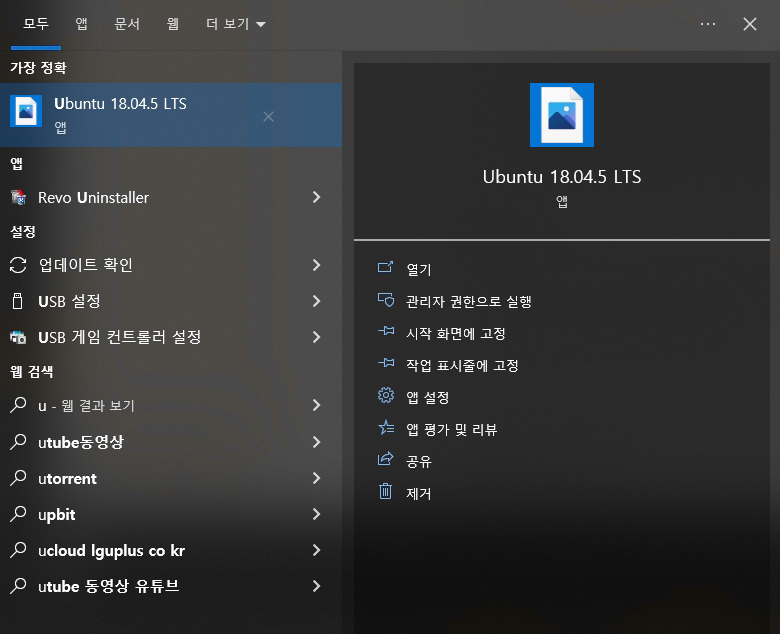 모두 앱 문서 웹 더 보기
가장 정확
Ubuntu 18.04.5 LTS
앱
앱
Revo Uninstaller
설정
업데이트 확인
USB 설정
USB 게임 컨트롤러 설정
웹 검색
u - 웹 결과 보기
utube동영상
utorrent
upbit
ucloud lguplus co kr
utube 동영상 유튜브
Ubuntu 18.04.5 LTS
앱
열기
관리자 권한으로 실행
시작 화면에 고정
작업 표시줄에 고정
앱 설정
앱 평가 및 리뷰
공유
제거